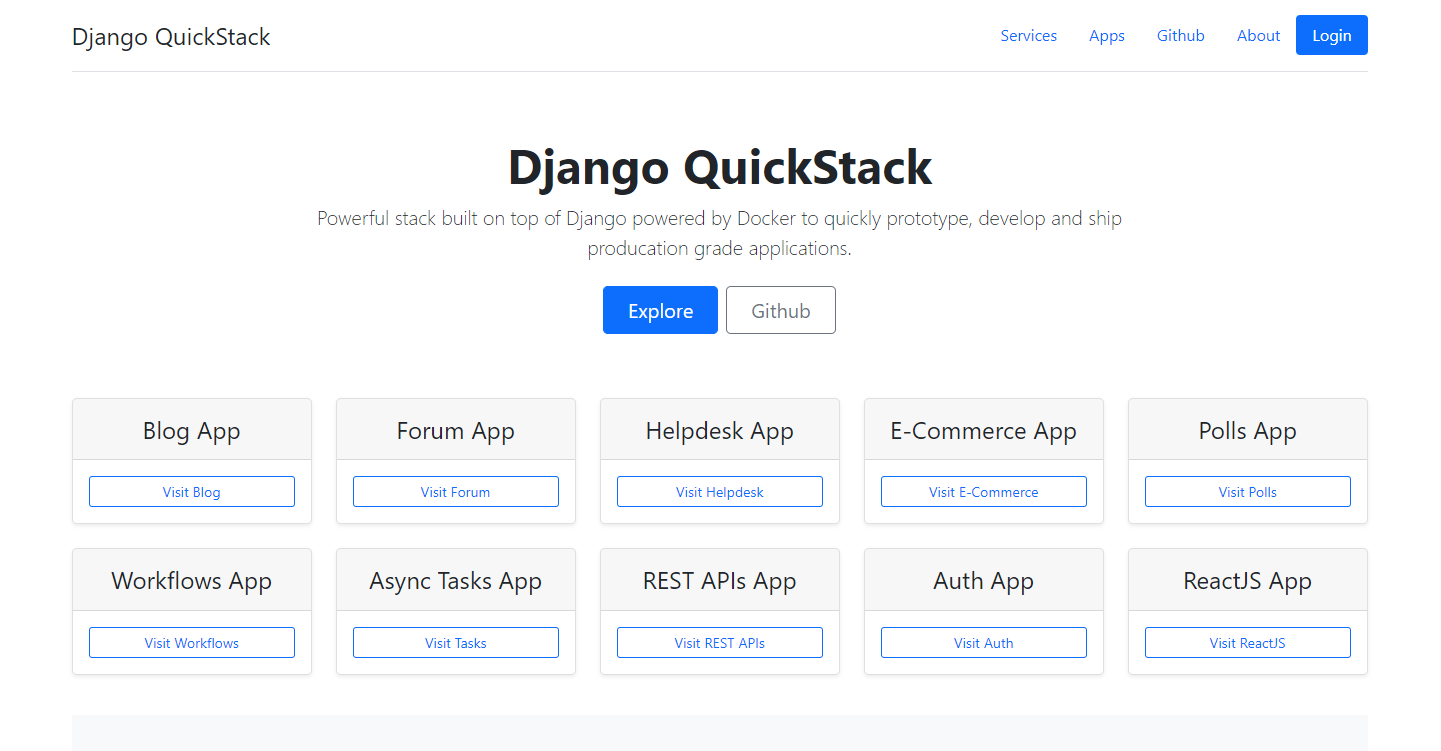 Django QuickStack
Services Apps Github About Login
Django QuickStack
Powerful stack built on top of Django powered by Docker to quickly prototype, develop and ship
producation grade applications.
Explore Github
Blog App Forum App Helpdesk App E-Commerce App Polls App
Visit Blog Visit Forum Visit Helpdesk Visit E-Commerce Visit Polls
Workflows App Async Tasks App REST APIs App Auth App ReactJS App
Visit Workflows Visit Tasks Visit REST APIs Visit Auth Visit ReactJS